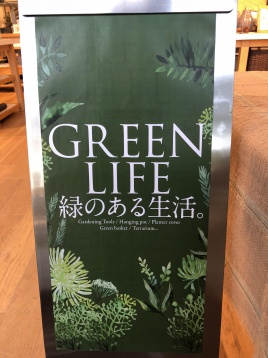 GREEN
LIFE
緑のある生活。
Gardening Tools / Hanging pot / Planter cover
Green basket / Terrarium...